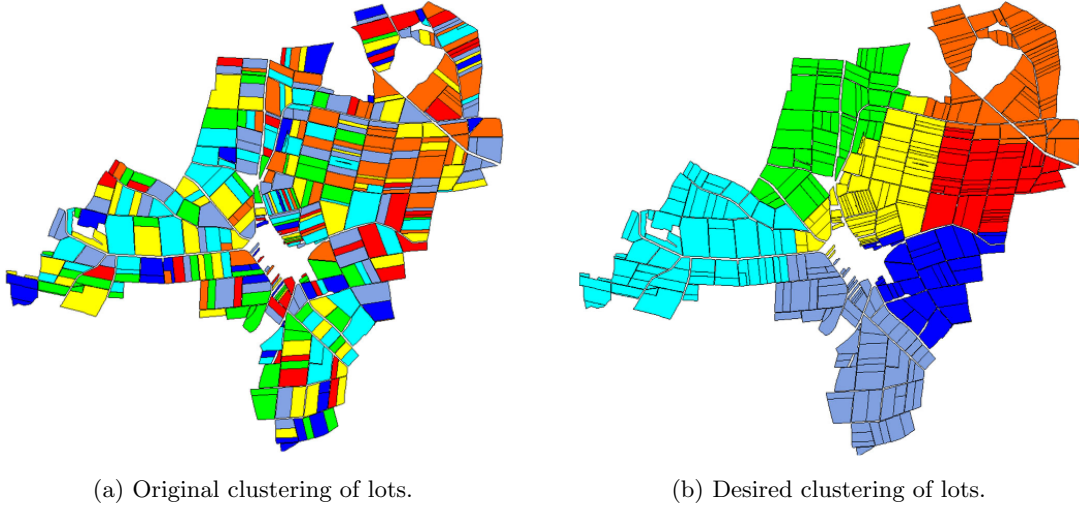 (a) Original clustering of lots.
(b) Desired clustering of lots.